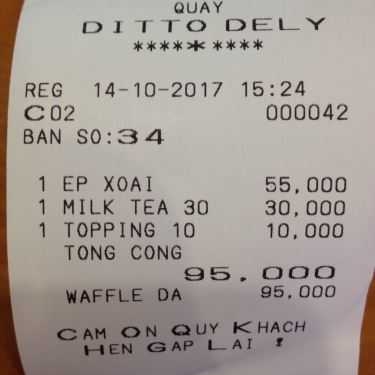 QUAY
DITTO DELY
*********
REG 14-10-2017 15:24
C02 000042
BAN SO:34
1 EP XOAI 55,000
1 MILK TEA 30 30,000
1 TOPPING 10 10,000
TONG CONG
95.000
WAFFLE DA 95,000
CAM ON QUY KHACH
HEN GAP LAI !